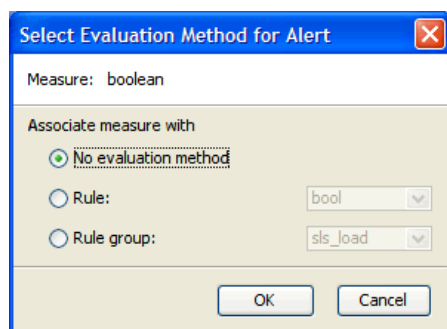 Select Evaluation Method for Alert
Measure: boolean
Associate measure with
No evaluation method
Rule: bool
Rule group: sls_load
OK Cancel